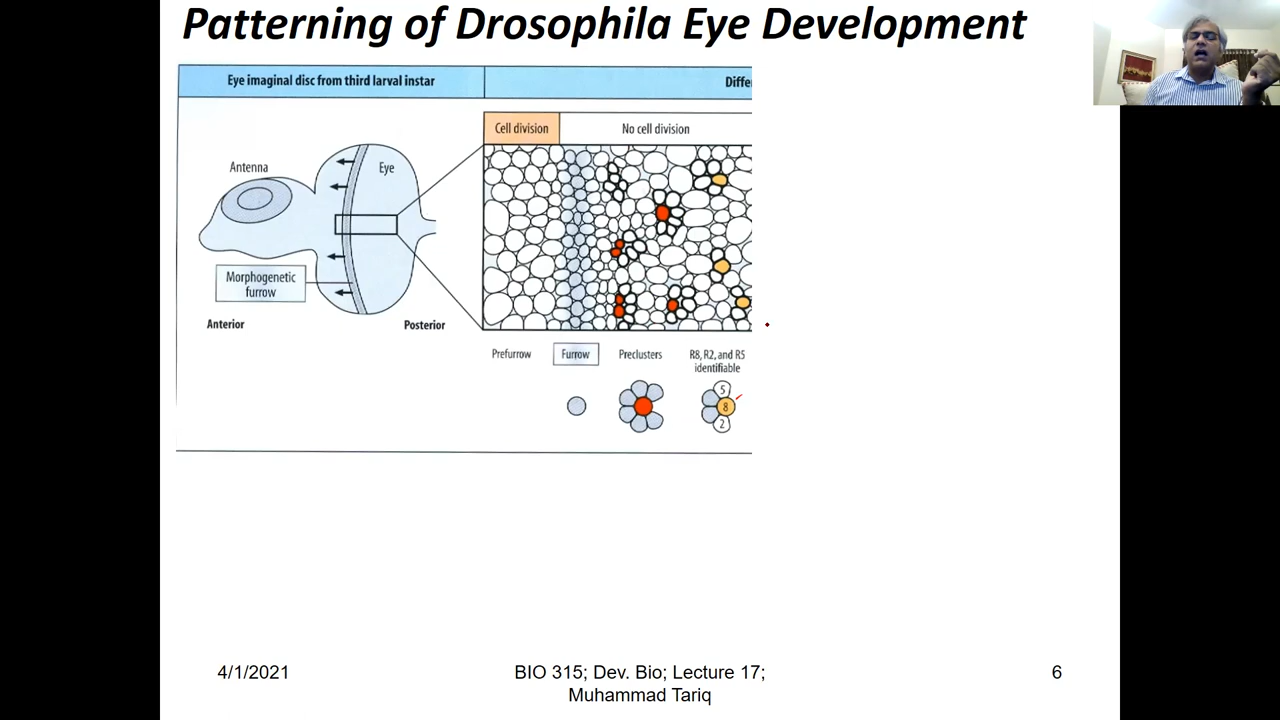 Patterning of Drosophila Eye Development
Eye imaginal disc from third larval instar
Differ
Cell division
No cell division
Antenna
Eye
Morphogenetic
furrow
Anterior
Posterior
Prefurrow
Furrow
Preclusters
R8, R2, and R5
identifiable
5
8
2
4/1/2021
BIO 315; Dev. Bio; Lecture 17;
Muhammad Tariq
6